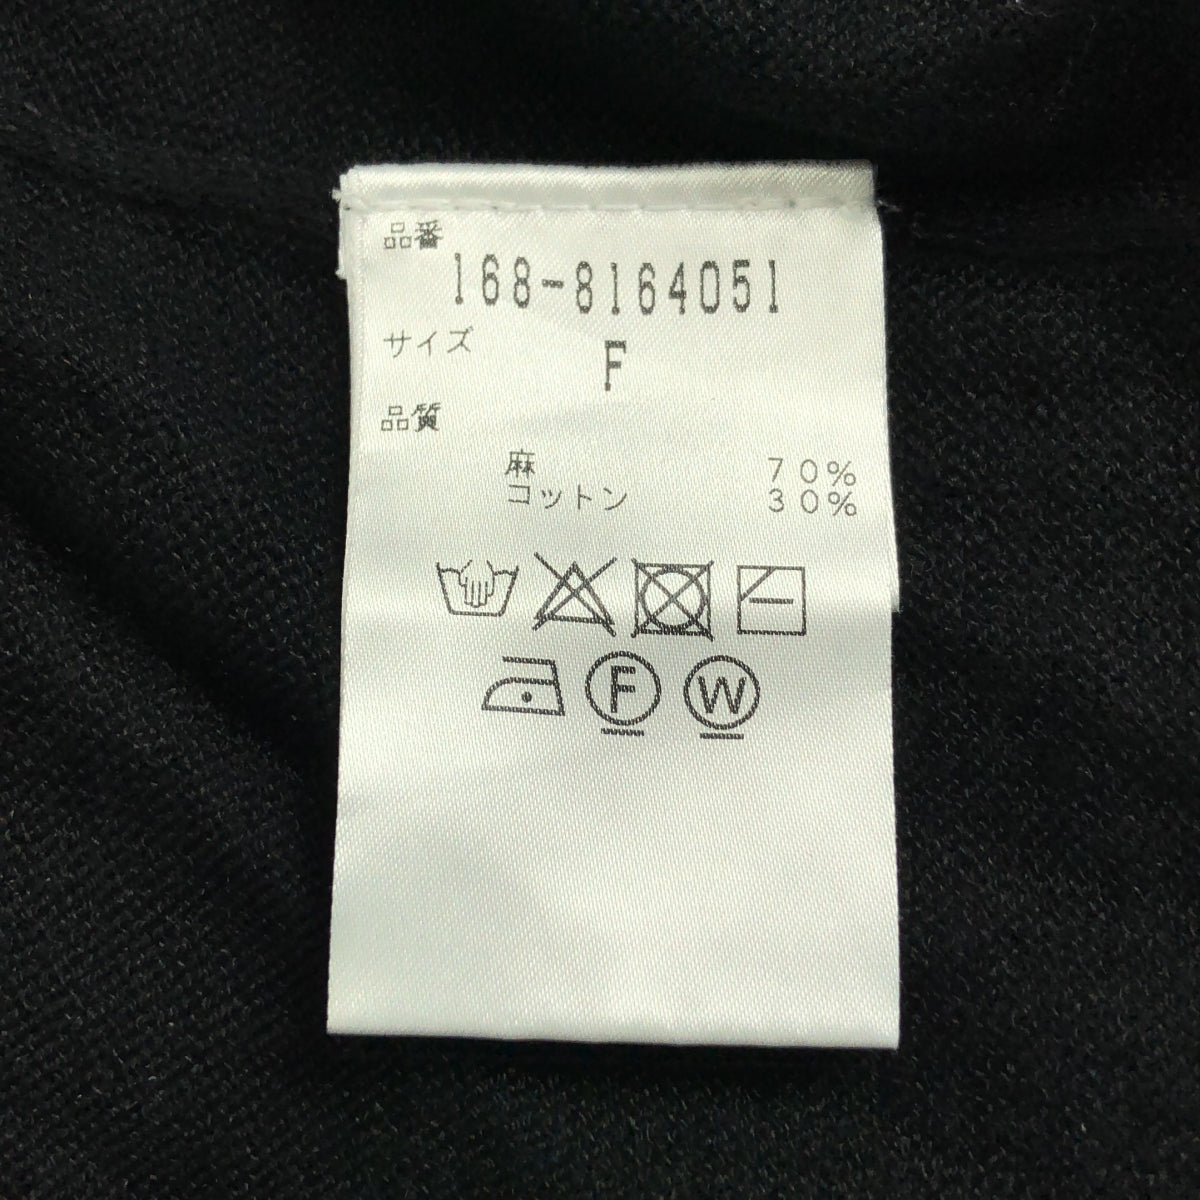 品番
168-8164051
サイズ
F
品質
麻 70%
コットン 30%
F W